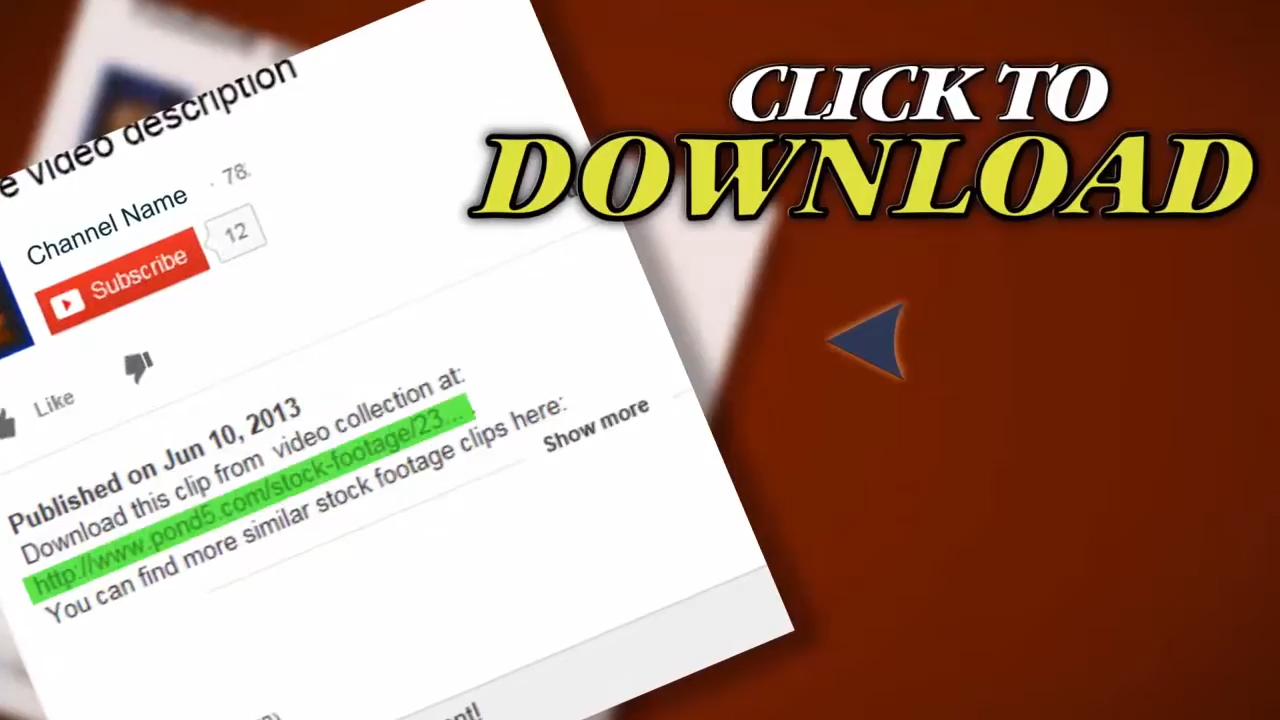 CLICK TO
DOWNLOAD
e video description
Channel Name
78
Subscribe
12
Like
Published on Jun 10, 2013
Download this clip from video collection at:
http://www.pond5.com/stock-footage/23...
You can find more similar stock footage clips here:
Show more